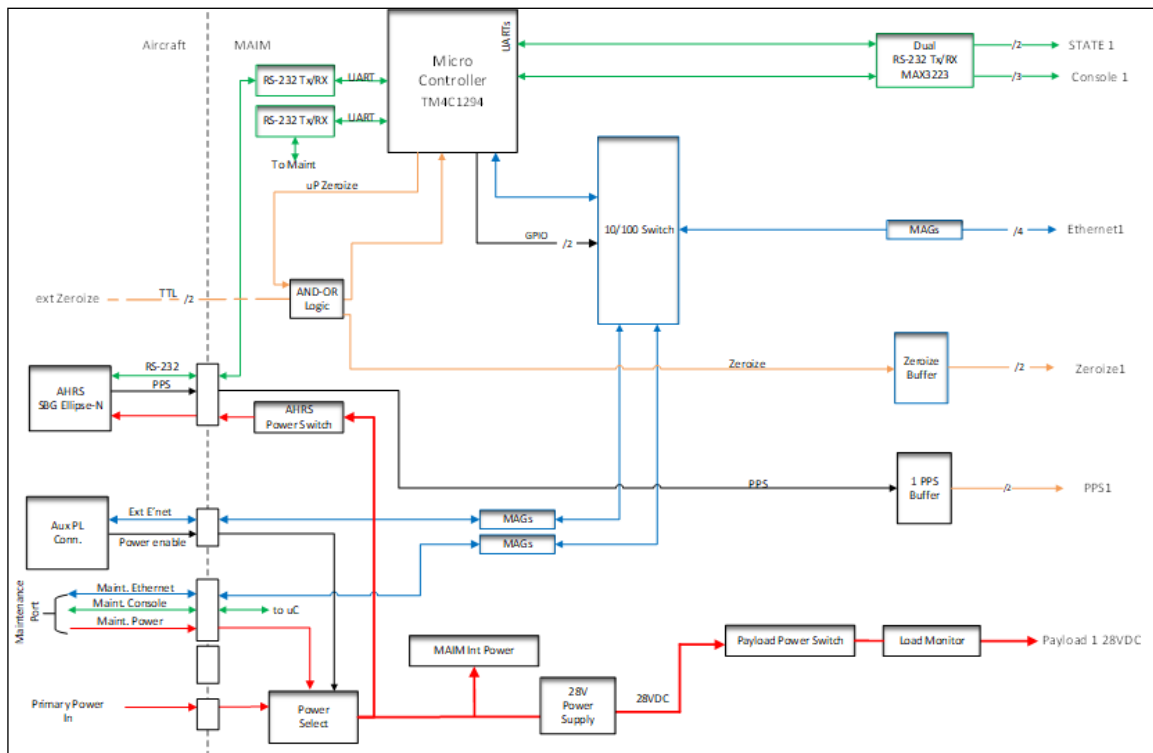 Aircraft
MAIM
UARTs
Micro
Controller
TM4C1294
RS-232 Tx/RX
UART
RS-232 Tx/RX
UART
To Maint
Dual
RS-232 Tx/RX
MAX3223
/2
STATE 1
/3
Console 1
uP Zeroize
GPIO
/2
10/100 Switch
MAGs
/4
Ethernet1
ext Zeroize
TTL
/2
AND-OR
Logic
Zeroize
Zeroize
Buffer
/2
Zeroize1
AHRS
SBG Ellipse-N
RS-232
PPS
AHRS
Power Switch
PPS
1 PPS
Buffer
/2
PPS1
Aux PL
Conn.
Ext E'net
Power enable
MAGs
MAGs
Maintenance
Port
Maint. Ethernet
Maint. Console
Maint. Power
to uC
MAIM Int Power
Payload Power Switch
Load Monitor
Payload 1 28VDC
Primary Power
In
Power
Select
28V
Power
Supply
28VDC